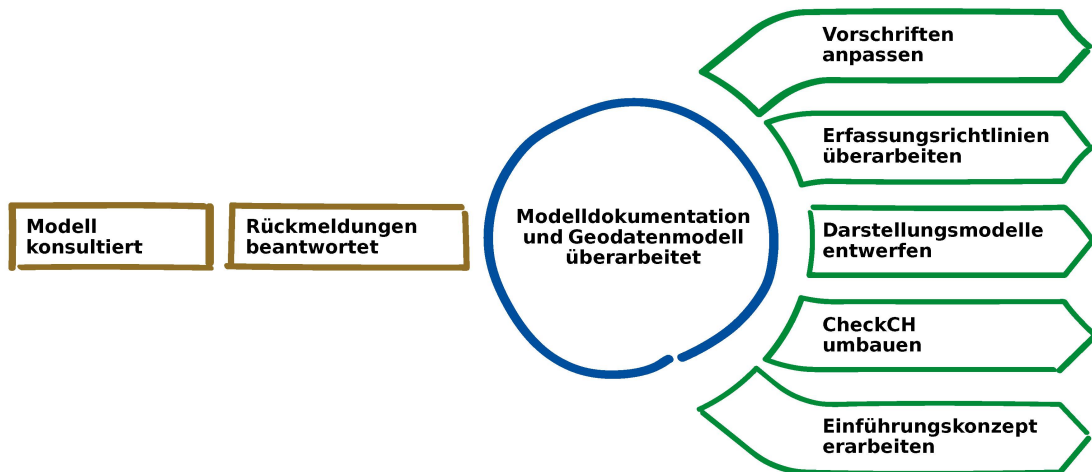 Modell
konsultiert
Rückmeldungen
beantwortet
Modelldokumentation
und Geodatenmodell
überarbeitet
Vorschriften
anpassen
Erfassungsrichtlinien
überarbeiten
Darstellungsmodelle
entwerfen
CheckCH
umbauen
Einführungskonzept
erarbeiten